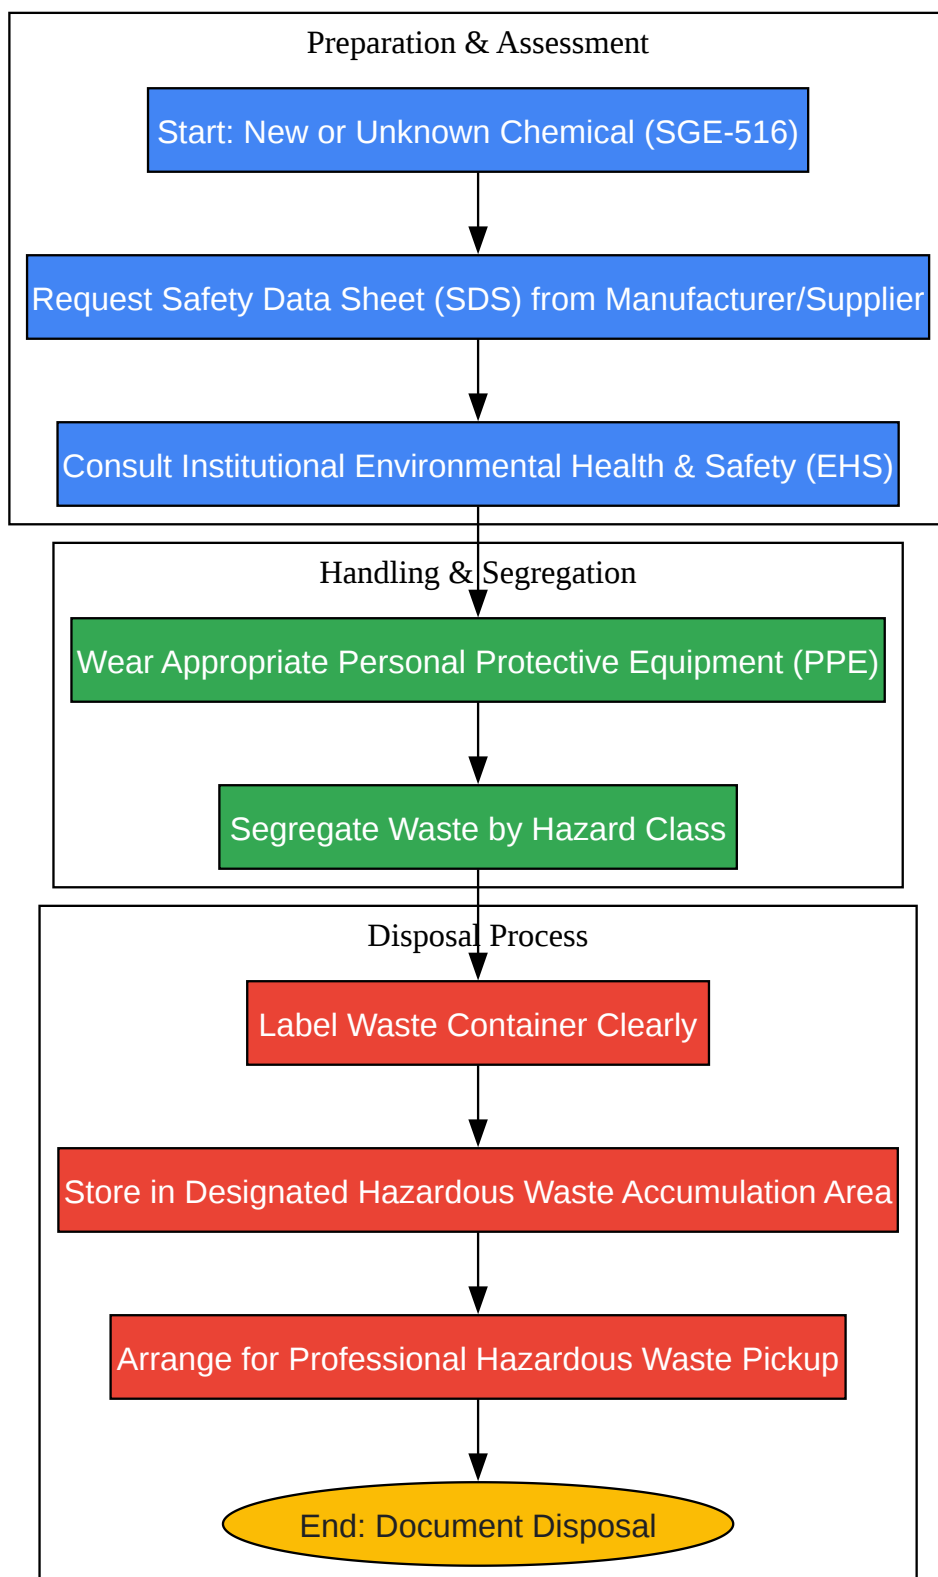 Preparation & Assessment
Start: New or Unknown Chemical (SGE-516)
Request Safety Data Sheet (SDS) from Manufacturer/Supplier
Consult Institutional Environmental Health & Safety (EHS)
Handling & Segregation
Wear Appropriate Personal Protective Equipment (PPE)
Segregate Waste by Hazard Class
Disposal Process
Label Waste Container Clearly
Store in Designated Hazardous Waste Accumulation Area
Arrange for Professional Hazardous Waste Pickup
End: Document Disposal